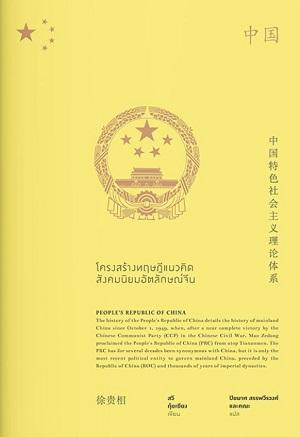 中国
中国特色社会主义理论体系
โครงสร้างทฤษฎีแนวคิด
สังคมนิยมอัตลักษณ์จีน
PEOPLE'S REPUBLIC OF CHINA
The history of the People's Republic of China details the history of mainland
China since October 1, 1949, when, after a near complete victory by the
Chinese Communist Party (CCP) in the Chinese Civil War, Mao Zedong
proclaimed the People's Republic of China (PRC) from atop Tiananmen. The
PRC has for several decades been synonymous with China, but it is only the
most recent political entity to govern mainland China, preceded by the
Republic of China (ROC) and thousands of years of imperial dynasties.
徐贵相
สวี
กุ้ยเซียง
เขียน
ปิยมาศ สรรพวีรวงศ์
และคณะ
แปล